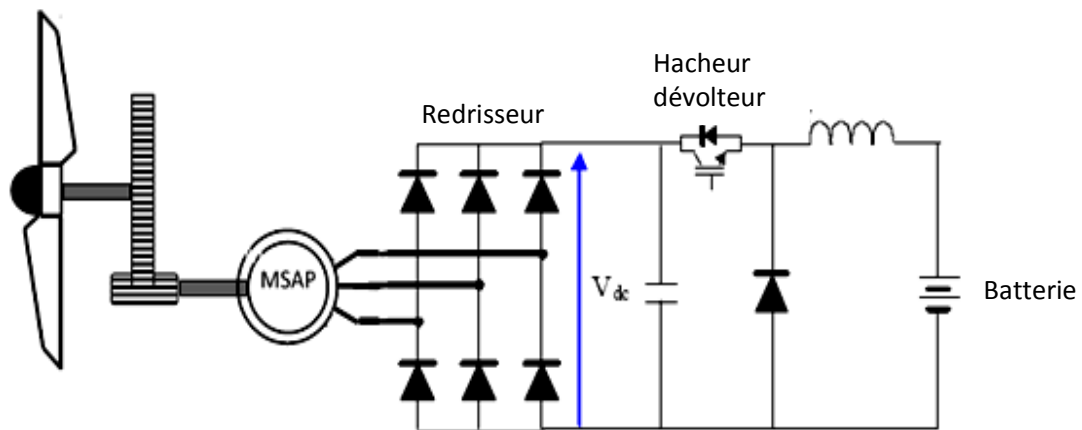 Hacheur
dévolteur
Redrisseur
MSAP
Vdc
Batterie